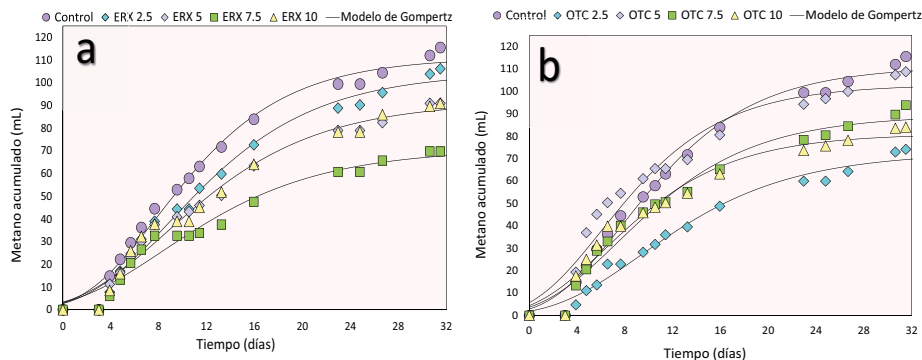 Control ERX 2.5 ERX 5 ERX 7.5 ERX 10 Modelo de Gompertz
a
Metano acumulado (mL)
120
110
100
90
80
70
60
50
40
30
20
10
0
0 4 8 12 16 20 24 28 32
Tiempo (días)
Control OTC 2.5 OTC 5 OTC 7.5 OTC 10 Modelo de Gompertz
b
Metano acumulado (mL)
120
110
100
90
80
70
60
50
40
30
20
10
0
0 4 8 12 16 20 24 28 32
Tiempo (días)